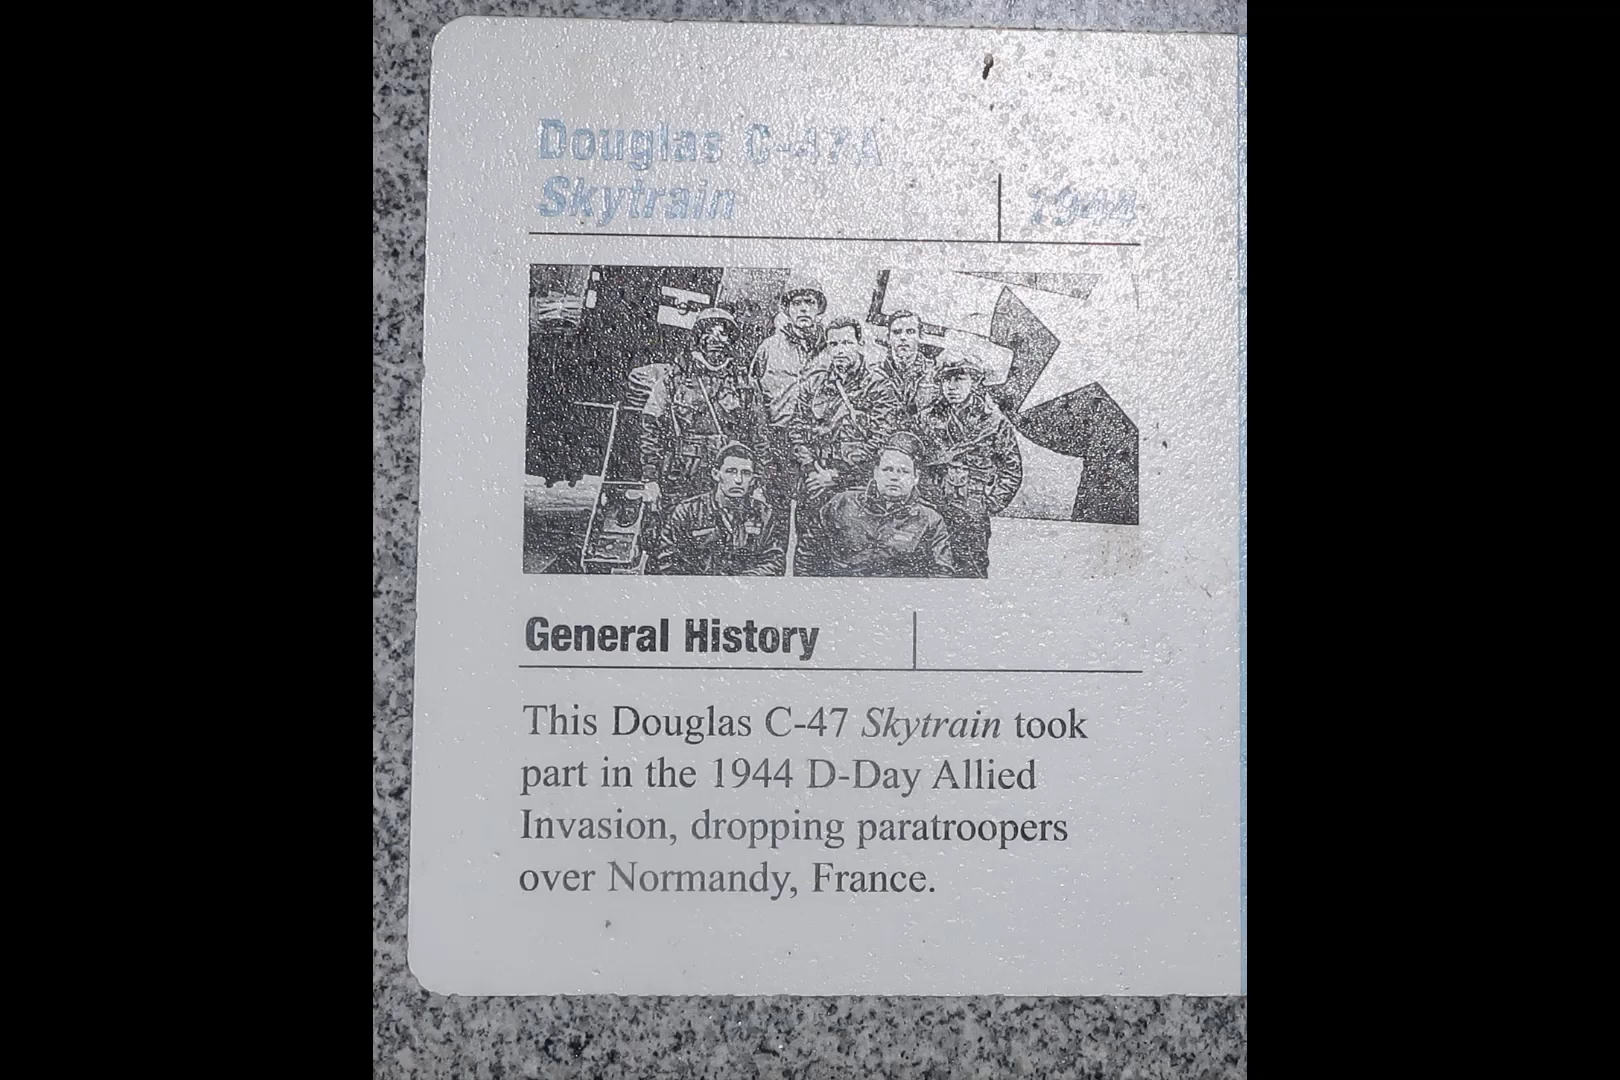 Douglas C-47A
Skytrain
1944
General History
This Douglas C-47 Skytrain took
part in the 1944 D-Day Allied
Invasion, dropping paratroopers
over Normandy, France.